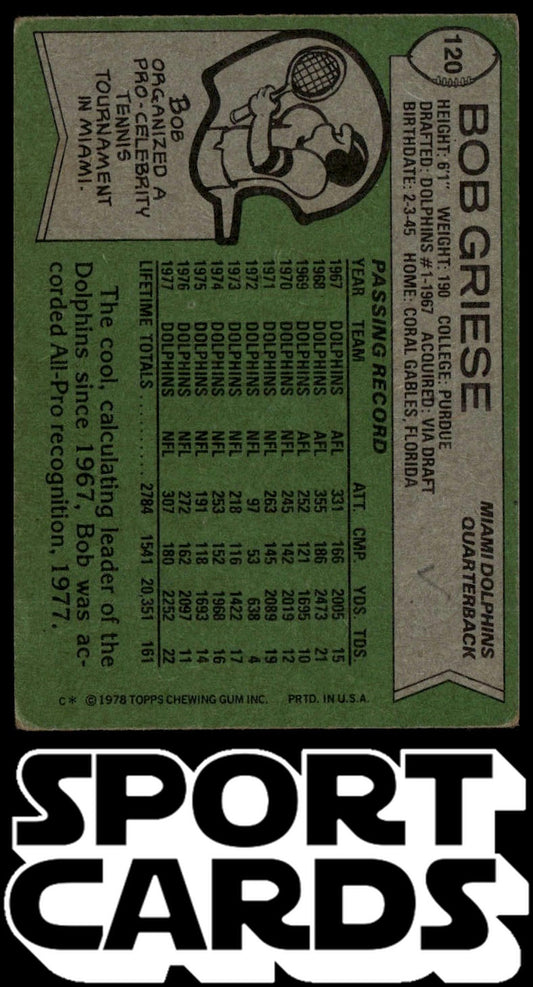 120
BOB GRIESE
MIAMI DOLPHINS
QUARTERBACK
HEIGHT: 6'1" WEIGHT: 190 COLLEGE: PURDUE
DRAFTED: DOLPHINS #1-1967 ACQUIRED: VIA DRAFT
BIRTHDATE: 2-3-45 HOME: CORAL GABLES, FLORIDA
BOB
ORGANIZED A
PRO-CELEBRITY
TENNIS
TOURNAMENT
IN MIAMI.
PASSING RECORD
YEAR TEAM ATT. CMP. YDS. TDS
1967 DOLPHINS AFL 331 166 2005 15
1968 DOLPHINS AFL 355 186 2473 21
1969 DOLPHINS AFL 252 121 1695 10
1970 DOLPHINS NFL 245 142 2019 12
1971 DOLPHINS NFL 263 145 2089 19
1972 DOLPHINS NFL 97 53 638 4
1973 DOLPHINS NFL 218 116 1422 17
1974 DOLPHINS NFL 253 152 1968 16
1975 DOLPHINS NFL 191 118 1693 14
1976 DOLPHINS NFL 272 162 2097 11
1977 DOLPHINS NFL 307 180 2252 22
LIFETIME TOTALS .......... 2784 1541 20,351 161
The cool, calculating leader of the
Dolphins since 1967, Bob was ac-
corded All-Pro recognition, 1977.
C* © 1978 TOPPS CHEWING GUM INC. PRTD. IN U.S.A.
SPORT
CARDS